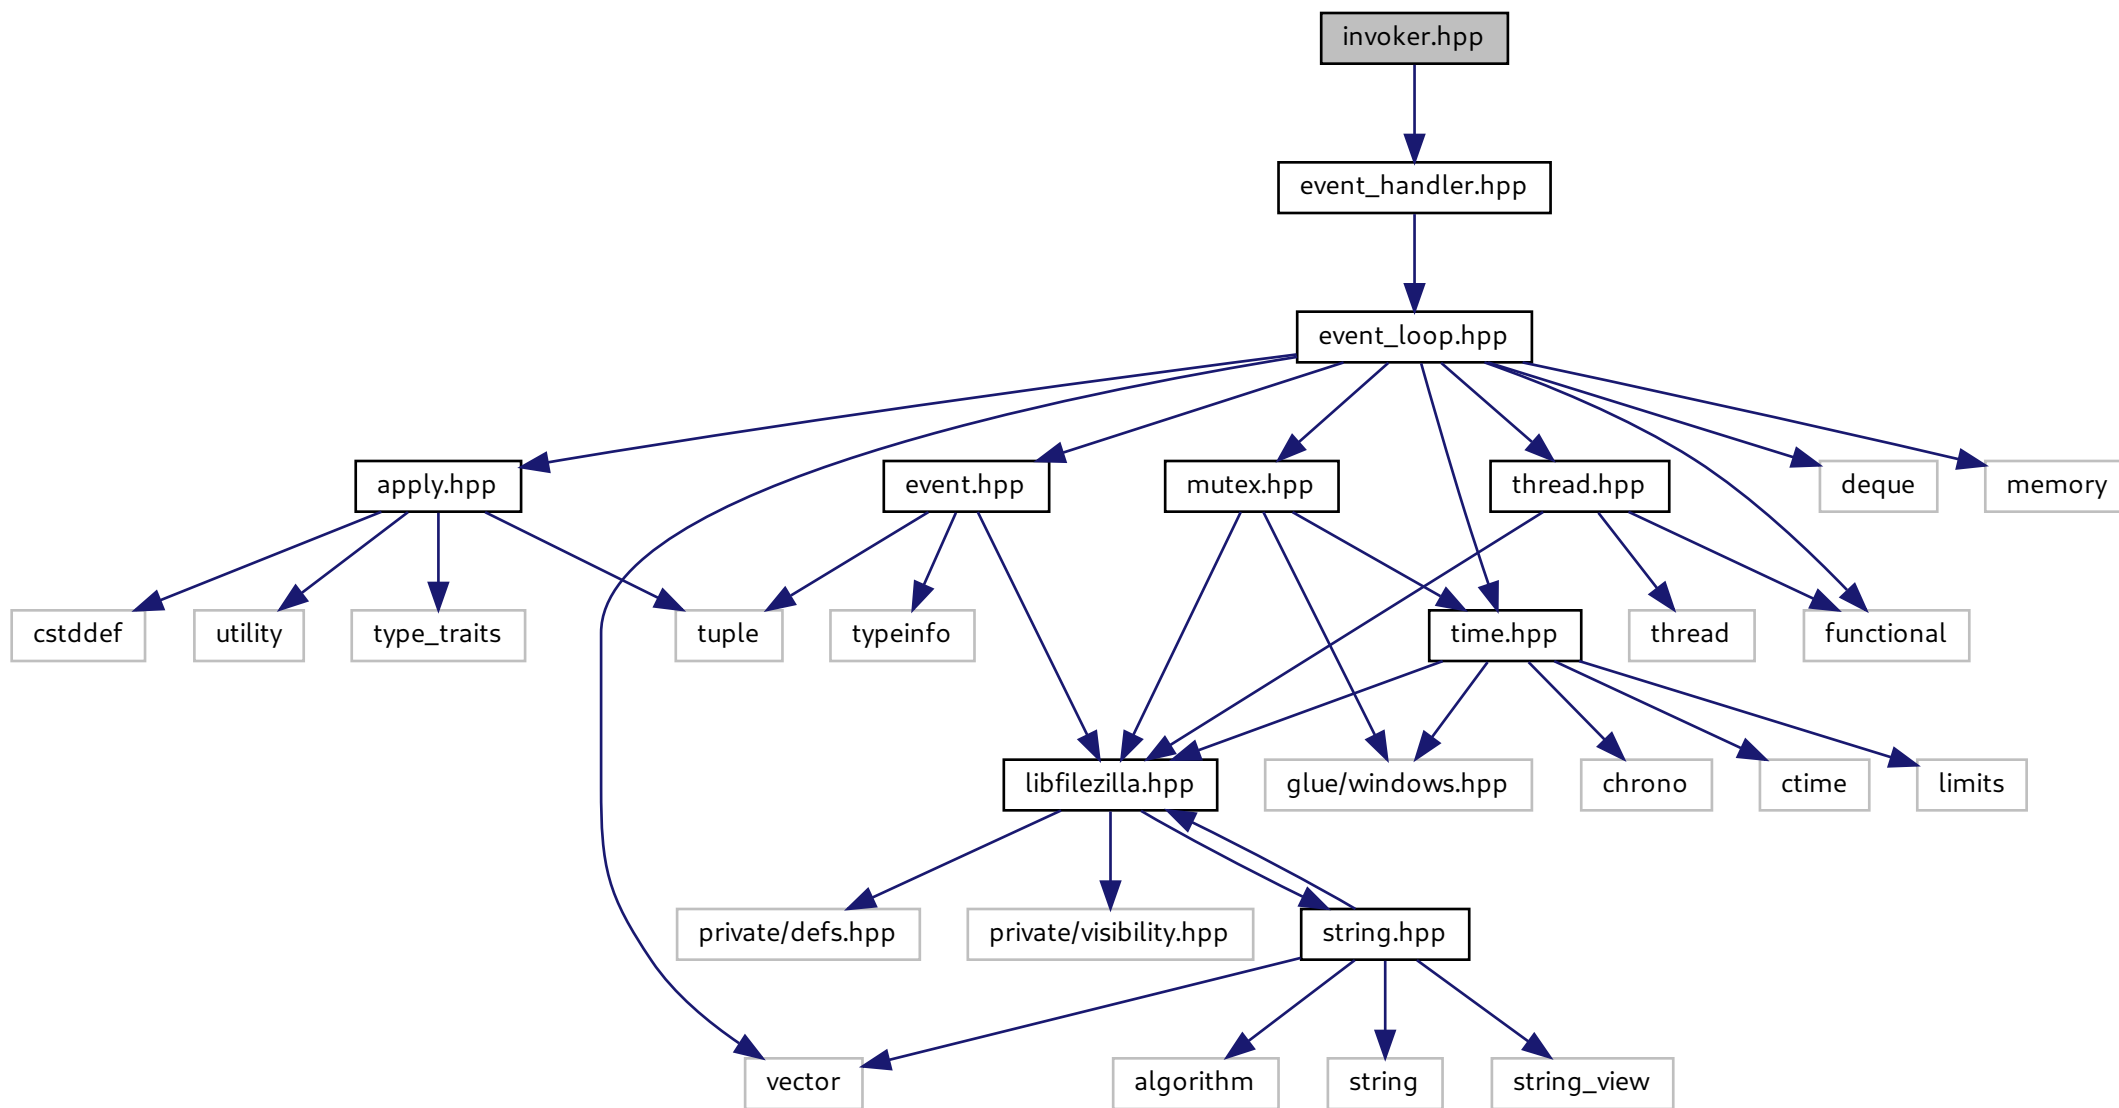 invoker.hpp
event_handler.hpp
event_loop.hpp
apply.hpp
event.hpp
mutex.hpp
thread.hpp
deque
memory
cstddef
utility
type_traits
tuple
typeinfo
time.hpp
thread
functional
libfilezilla.hpp
glue/windows.hpp
chrono
ctime
limits
private/defs.hpp
private/visibility.hpp
string.hpp
vector
algorithm
string
string_view